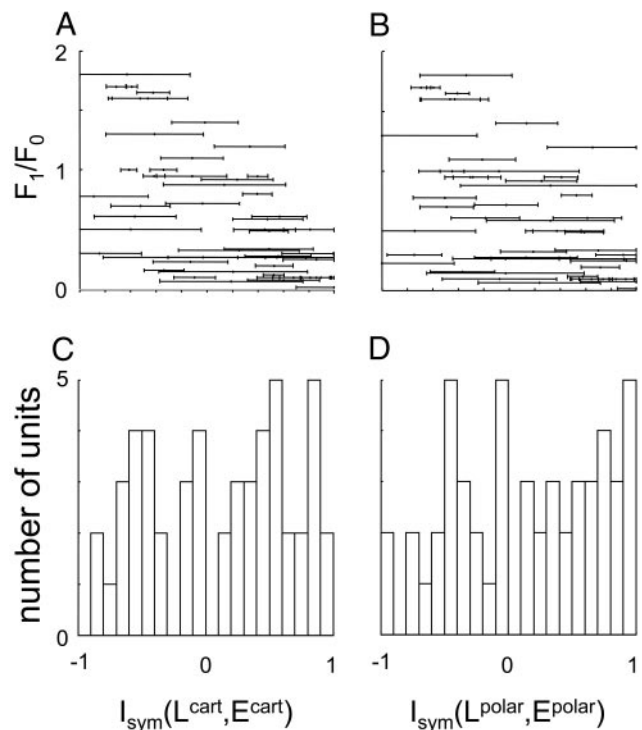 A
B
2
F1/F0
1
0
C
D
5
number of units
0
-1 0 1
-1 0 1
Isym(Lcart,Ecart)
Isym(Lpolar,Epolar)